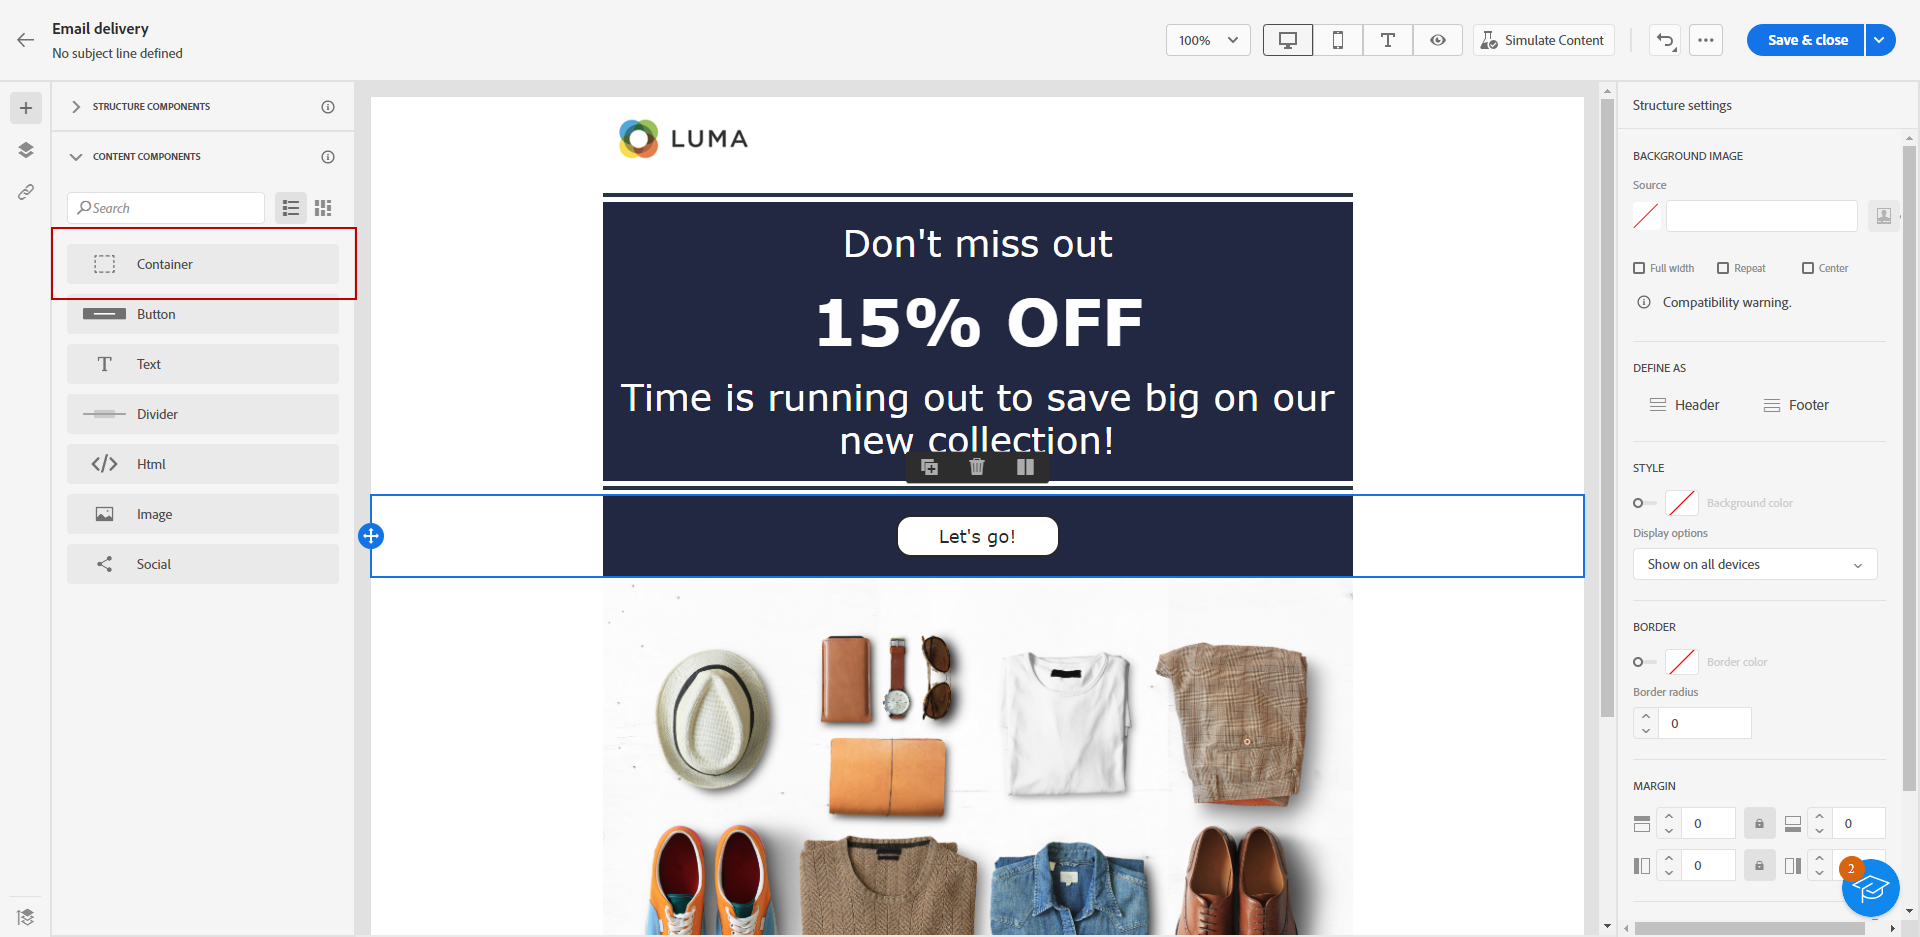 Email delivery
No subject line defined
100%
Simulate Content
Save & close
STRUCTURE COMPONENTS
CONTENT COMPONENTS
Search
Container
Button
Text
Divider
Html
Image
Social
LUMA
Don't miss out
15% OFF
Time is running out to save big on our
new collection!
Let's go!
Structure settings
BACKGROUND IMAGE
Source
Full width
Repeat
Center
Compatibility warning.
DEFINE AS
Header
Footer
STYLE
Background color
Display options
Show on all devices
BORDER
Border color
Border radius
0
MARGIN
0
0
0
2